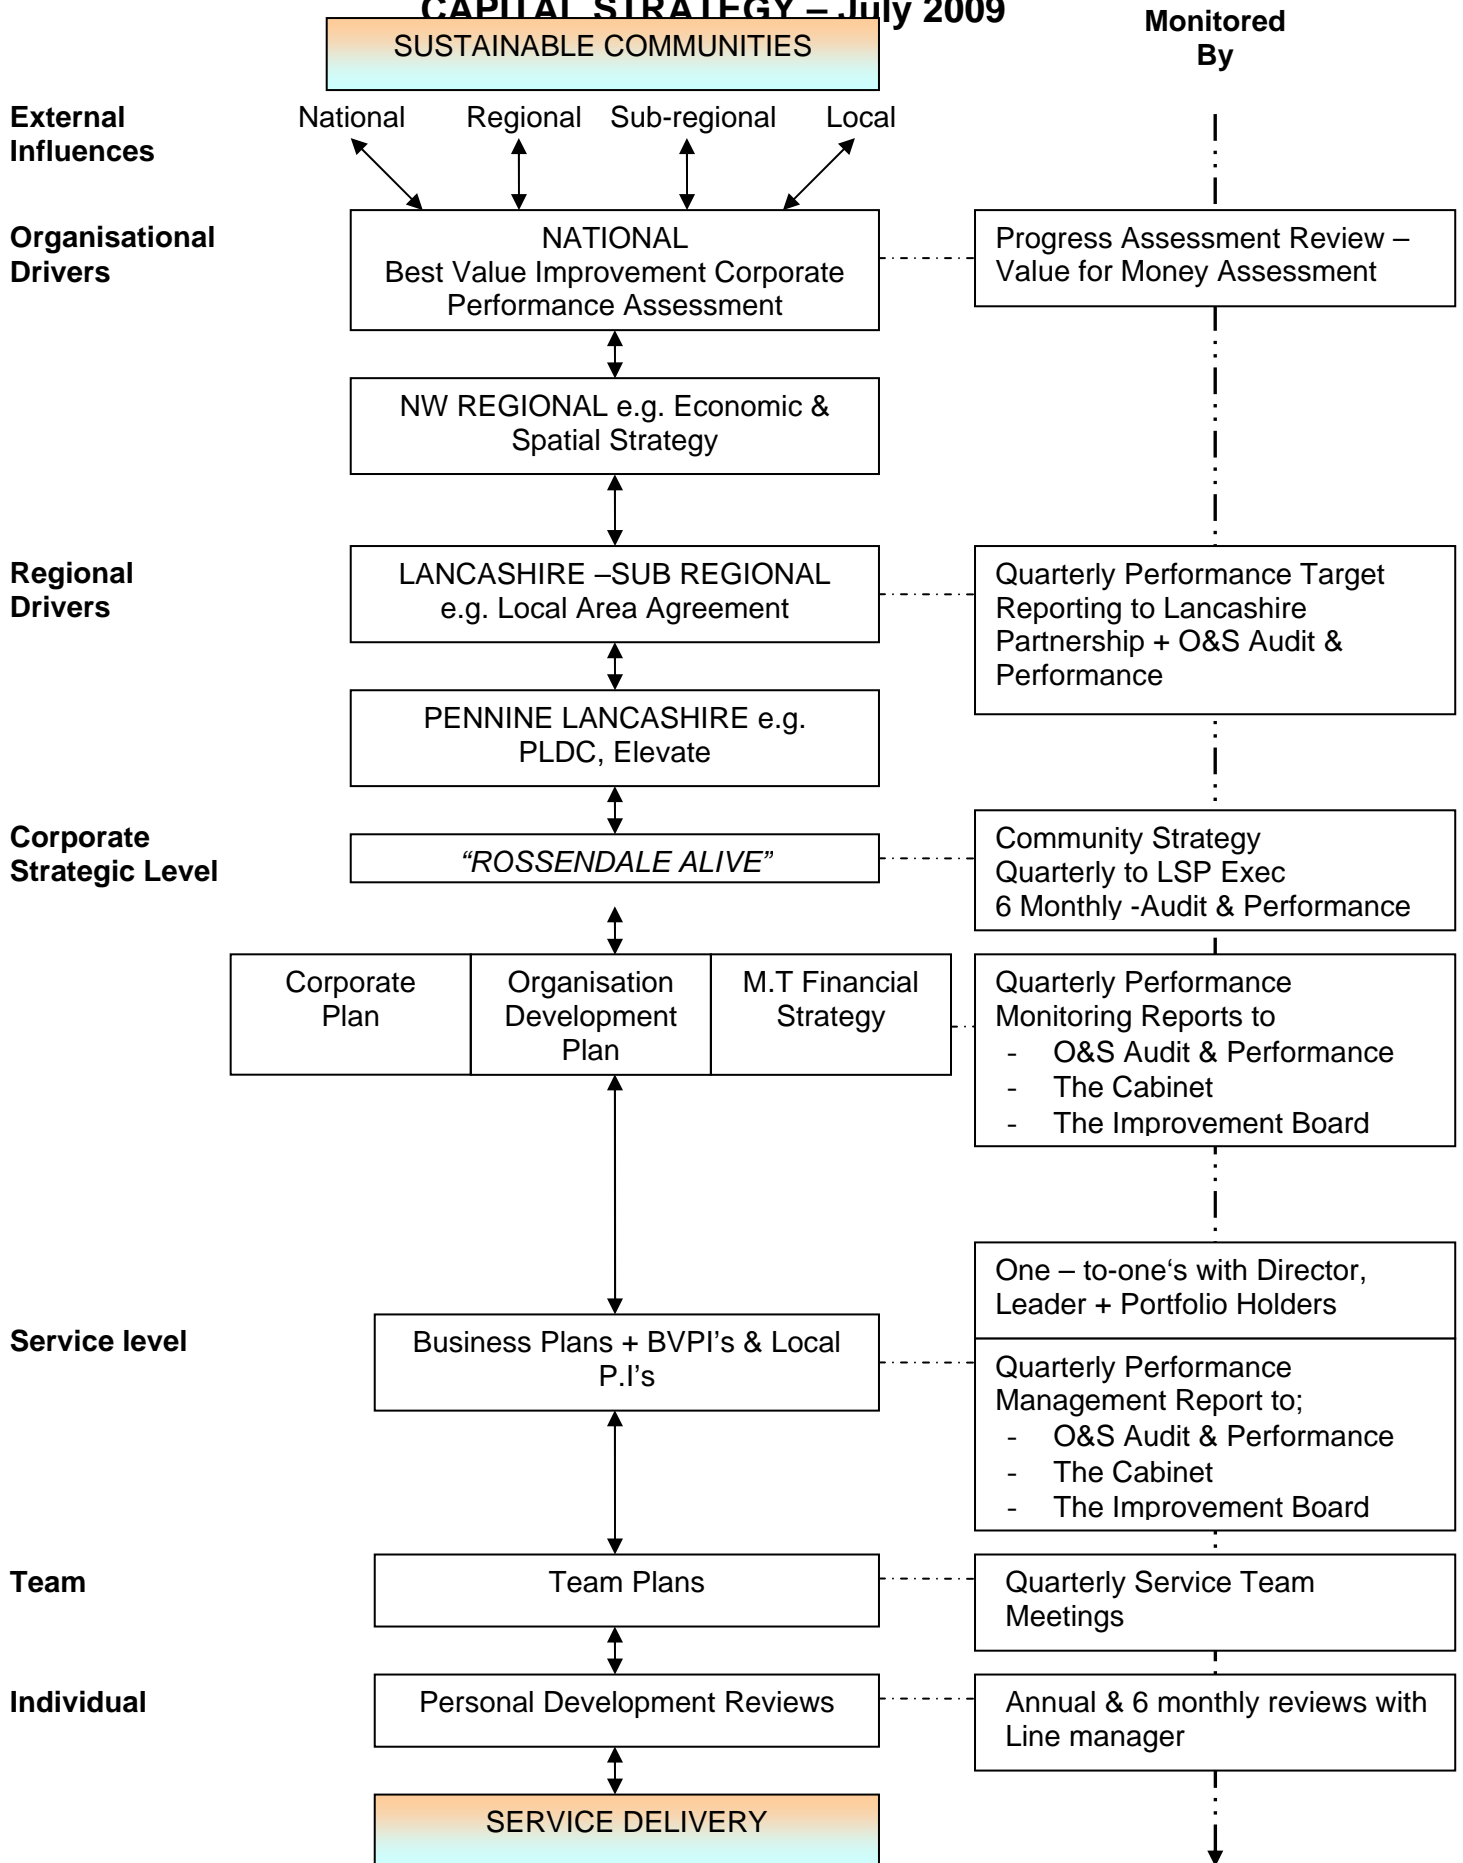 CAPITAL STRATEGY – July 2009
Monitored
By
SUSTAINABLE COMMUNITIES
External
Influences
National
Regional
Sub-regional
Local
Organisational
Drivers
NATIONAL
Best Value Improvement Corporate
Performance Assessment
Progress Assessment Review –
Value for Money Assessment
NW REGIONAL e.g. Economic &
Spatial Strategy
Regional
Drivers
LANCASHIRE –SUB REGIONAL
e.g. Local Area Agreement
Quarterly Performance Target
Reporting to Lancashire
Partnership + O&S Audit &
Performance
PENNINE LANCASHIRE e.g.
PLDC, Elevate
Corporate
Strategic Level
“ROSSENDALE ALIVE”
Community Strategy
Quarterly to LSP Exec
6 Monthly -Audit & Performance
Corporate
Plan
Organisation
Development
Plan
M.T Financial
Strategy
Quarterly Performance
Monitoring Reports to
- O&S Audit & Performance
- The Cabinet
- The Improvement Board
One – to-one‘s with Director,
Leader + Portfolio Holders
Service level
Business Plans + BVPI’s & Local
P.I’s
Quarterly Performance
Management Report to;
- O&S Audit & Performance
- The Cabinet
- The Improvement Board
Team
Team Plans
Quarterly Service Team
Meetings
Individual
Personal Development Reviews
Annual & 6 monthly reviews with
Line manager
SERVICE DELIVERY